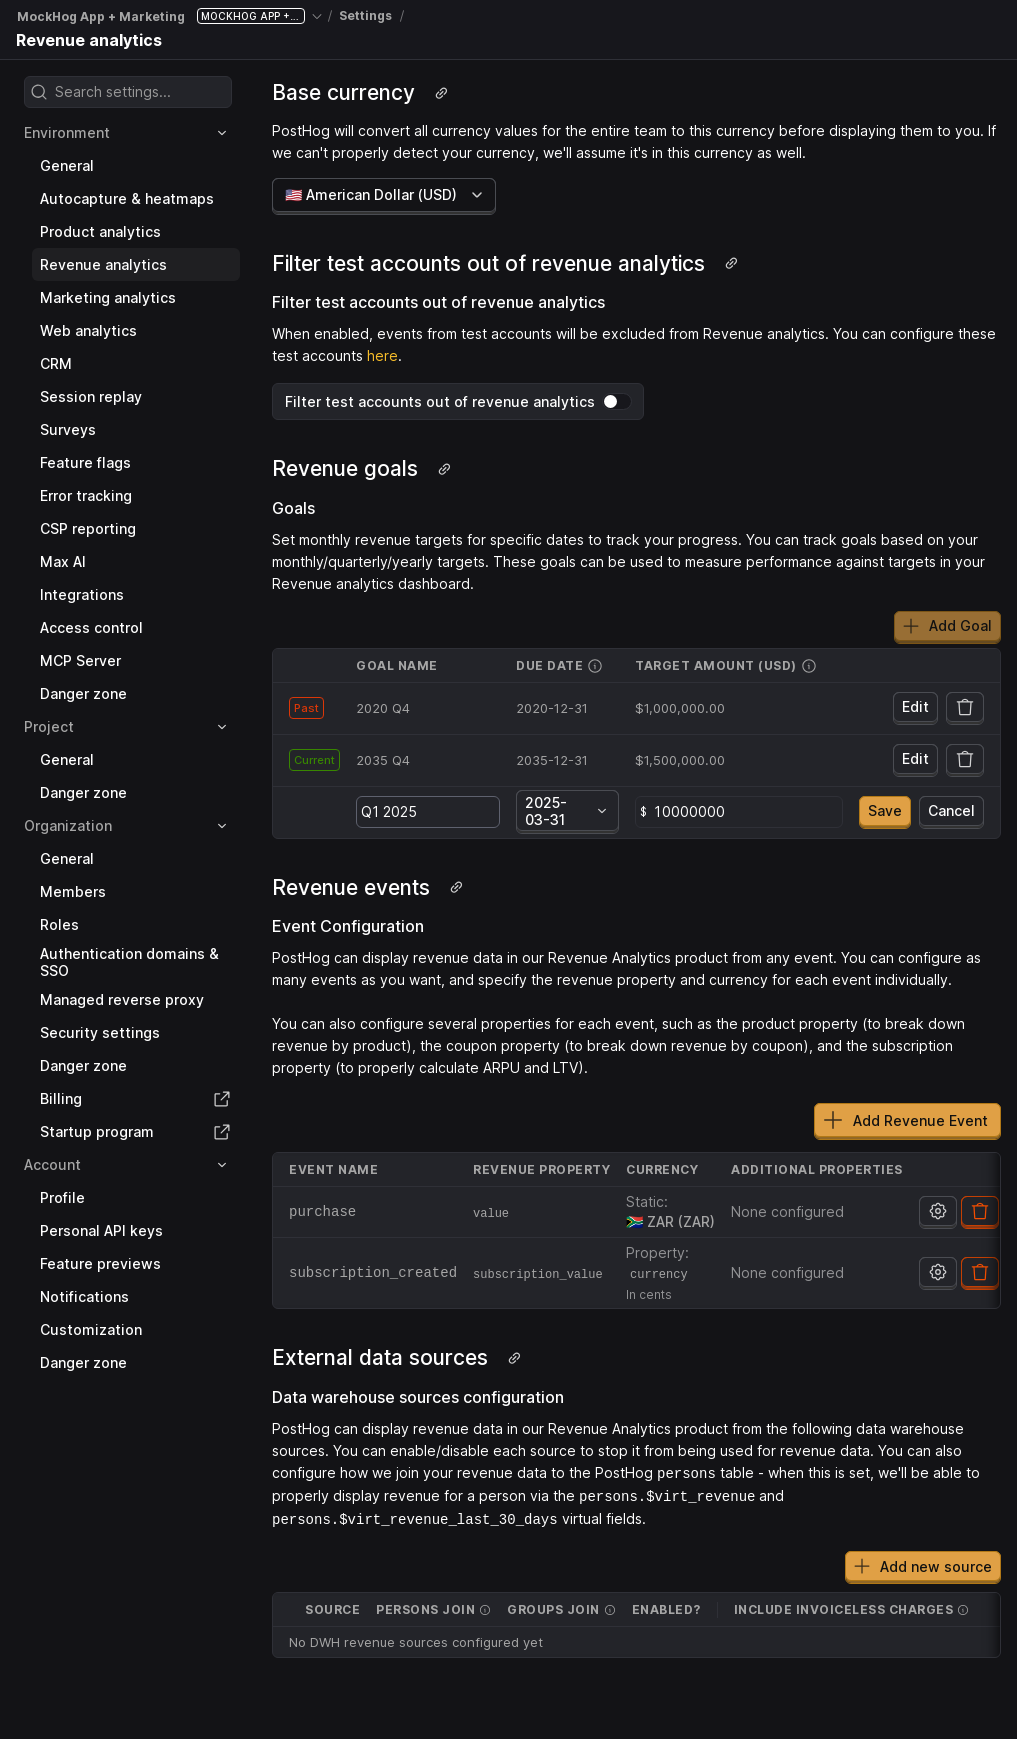 MockHog App + Marketing MOCKHOG APP +... / Settings /
Revenue analytics
Search settings...
Environment
General
Autocapture & heatmaps
Product analytics
Revenue analytics
Marketing analytics
Web analytics
CRM
Session replay
Surveys
Feature flags
Error tracking
CSP reporting
Max AI
Integrations
Access control
MCP Server
Danger zone
Project
General
Danger zone
Organization
General
Members
Roles
Authentication domains &
SSO
Managed reverse proxy
Security settings
Danger zone
Billing
Startup program
Account
Profile
Personal API keys
Feature previews
Notifications
Customization
Danger zone
Base currency
PostHog will convert all currency values for the entire team to this currency before displaying them to you. If
we can't properly detect your currency, we'll assume it's in this currency as well.
🇺🇸 American Dollar (USD)
Filter test accounts out of revenue analytics
Filter test accounts out of revenue analytics
When enabled, events from test accounts will be excluded from Revenue analytics. You can configure these
test accounts here.
Filter test accounts out of revenue analytics
Revenue goals
Goals
Set monthly revenue targets for specific dates to track your progress. You can track goals based on your
monthly/quarterly/yearly targets. These goals can be used to measure performance against targets in your
Revenue analytics dashboard.
Add Goal
GOAL NAME DUE DATE TARGET AMOUNT (USD)
Past 2020 Q4 2020-12-31 $1,000,000.00 Edit
Current 2035 Q4 2035-12-31 $1,500,000.00 Edit
Q1 2025 2025-
03-31 $ 10000000 Save Cancel
Revenue events
Event Configuration
PostHog can display revenue data in our Revenue Analytics product from any event. You can configure as
many events as you want, and specify the revenue property and currency for each event individually.
You can also configure several properties for each event, such as the product property (to break down
revenue by product), the coupon property (to break down revenue by coupon), and the subscription
property (to properly calculate ARPU and LTV).
Add Revenue Event
EVENT NAME REVENUE PROPERTY CURRENCY ADDITIONAL PROPERTIES
purchase value Static:
🇿🇦 ZAR (ZAR) None configured
subscription_created subscription_value Property:
currency
In cents None configured
External data sources
Data warehouse sources configuration
PostHog can display revenue data in our Revenue Analytics product from the following data warehouse
sources. You can enable/disable each source to stop it from being used for revenue data. You can also
configure how we join your revenue data to the PostHog persons table - when this is set, we'll be able to
properly display revenue for a person via the persons.$virt_revenue and
persons.$virt_revenue_last_30_days virtual fields.
Add new source
SOURCE PERSONS JOIN GROUPS JOIN ENABLED? INCLUDE INVOICELESS CHARGES
No DWH revenue sources configured yet